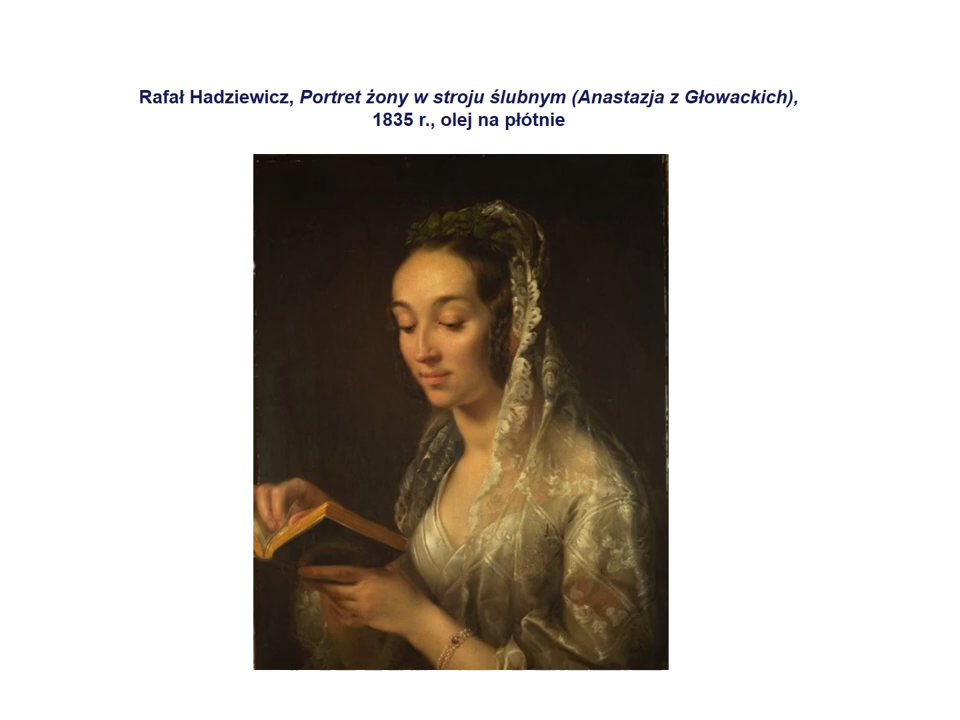 Rafał Hadziewicz, Portret żony w stroju ślubnym (Anastazja z Głowackich),
1835 r., olej na płótnie